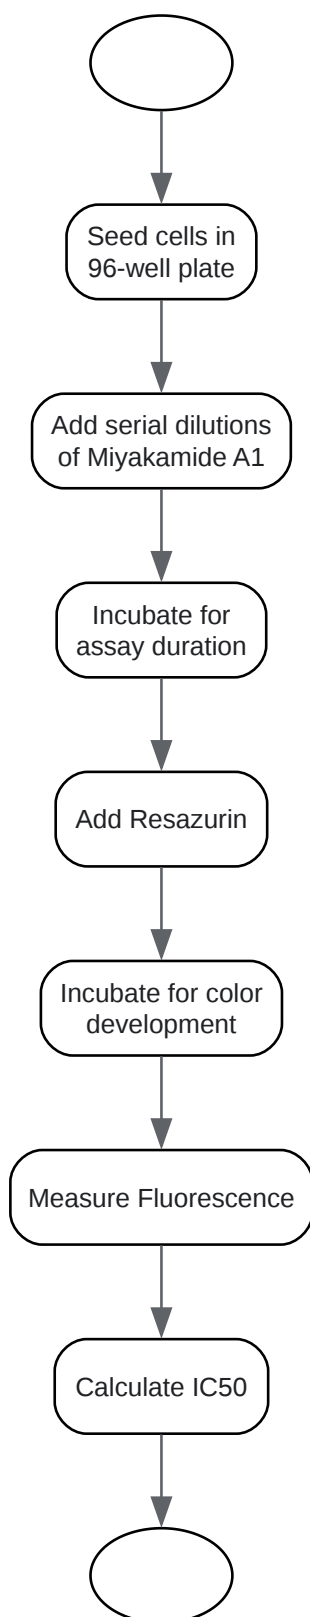 Seed cells in
96-well plate
Add serial dilutions
of Miyakamide A1
Incubate for
assay duration
Add Resazurin
Incubate for color
development
Measure Fluorescence
Calculate IC50